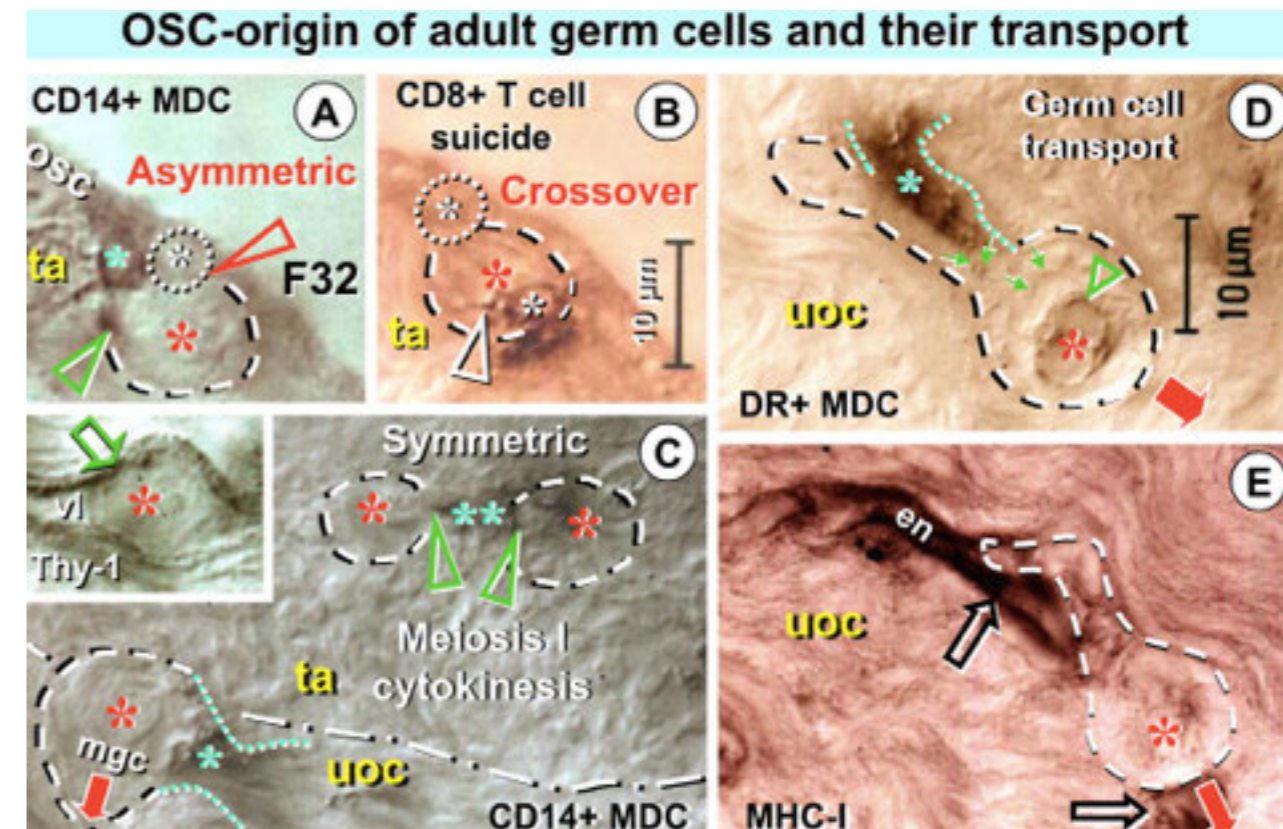 OSC-origin of adult germ cells and their transport
CD14+ MDC
A
osc
Asymmetric
ta
F32
CD8+ T cell
suicide
B
Crossover
ta
10 µm
Germ cell
transport
D
uoc
10 µm
DR+ MDC
vl
Thy-1
Symmetric
C
Meiosis I
cytokinesis
ta
mgc
uoc
CD14+ MDC
E
en
uoc
MHC-I